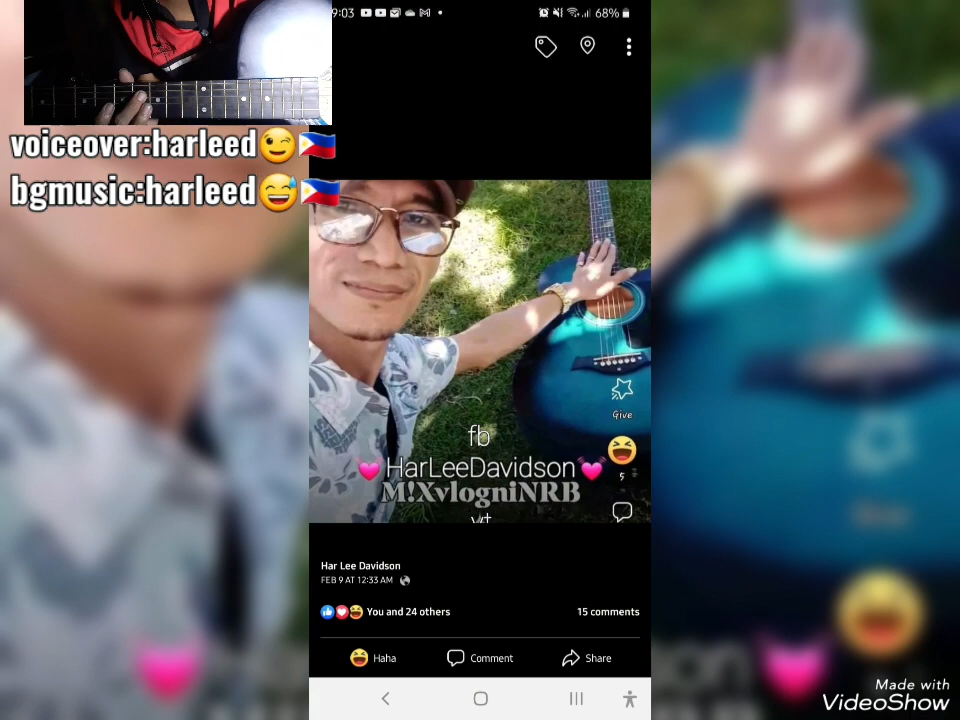 9:03
68%
voiceover:harleed😉🇵🇭
bgmusic:harleed😅🇵🇭
Give
5
fb
💓HarLeeDavidson💓
M!XvlogniNRB
yt
Har Lee Davidson
FEB 9 AT 12:33 AM
You and 24 others
15 comments
Haha
Comment
Share
Made with
VideoShow